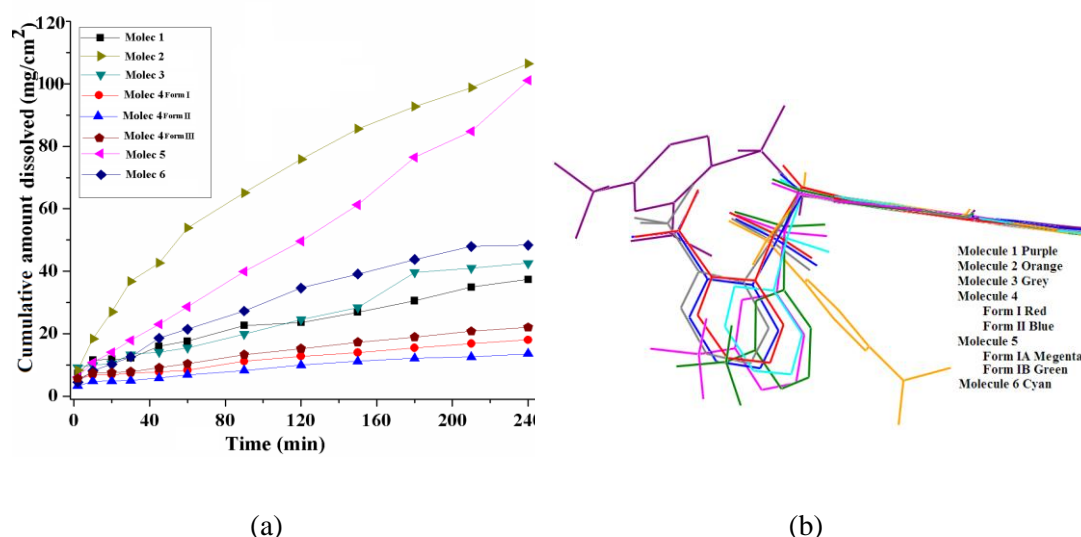 Cumulative amount dissolved (mg/cm²)
120
100
80
60
40
20
0
Molec 1
Molec 2
Molec 3
Molec 4 Form I
Molec 4 Form II
Molec 4 Form III
Molec 5
Molec 6
0 40 80 120 160 200 240
Time (min)
(a)
Molecule 1 Purple
Molecule 2 Orange
Molecule 3 Grey
Molecule 4
Form I Red
Form II Blue
Molecule 5
Form IA Megenta
Form IB Green
Molecule 6 Cyan
(b)